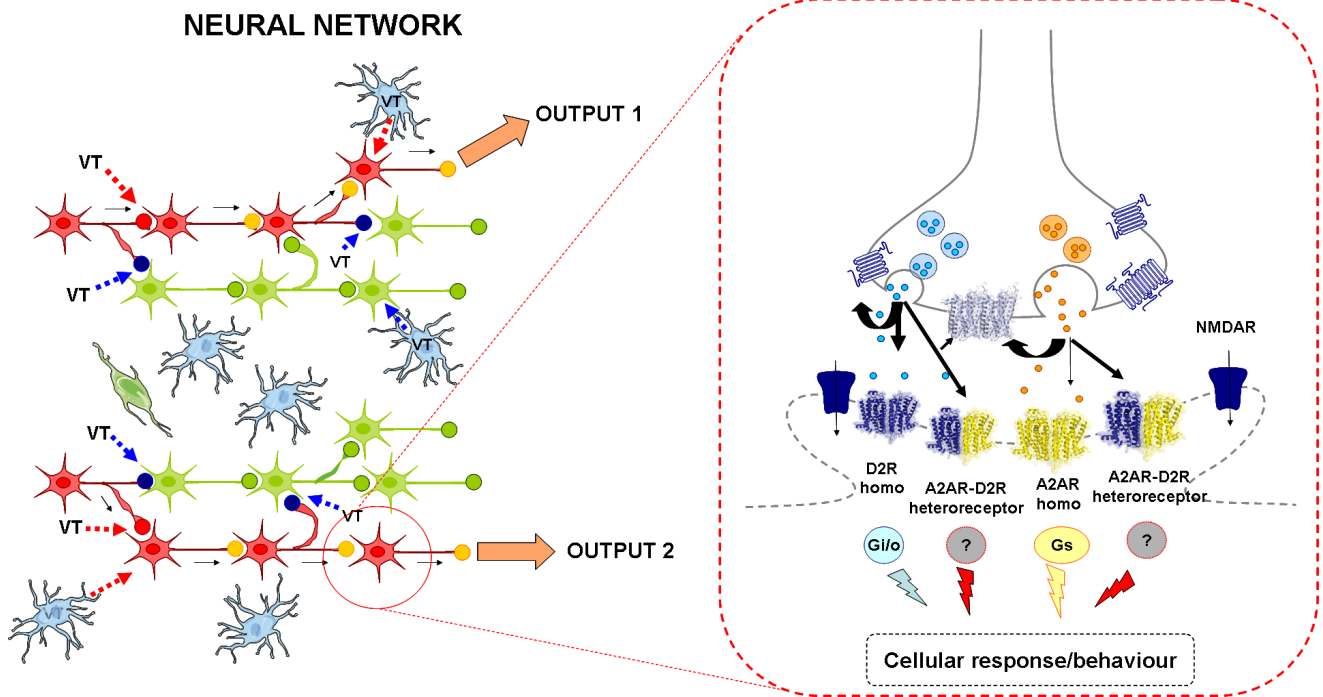 NEURAL NETWORK
VT
OUTPUT 1
VT
VT
VT
VT
VT
VT
VT
VT
OUTPUT 2
NMDAR
D2R
homo
A2AR-D2R
heteroreceptor
A2AR
homo
A2AR-D2R
heteroreceptor
Gi/o
?
Gs
?
Cellular response/behaviour